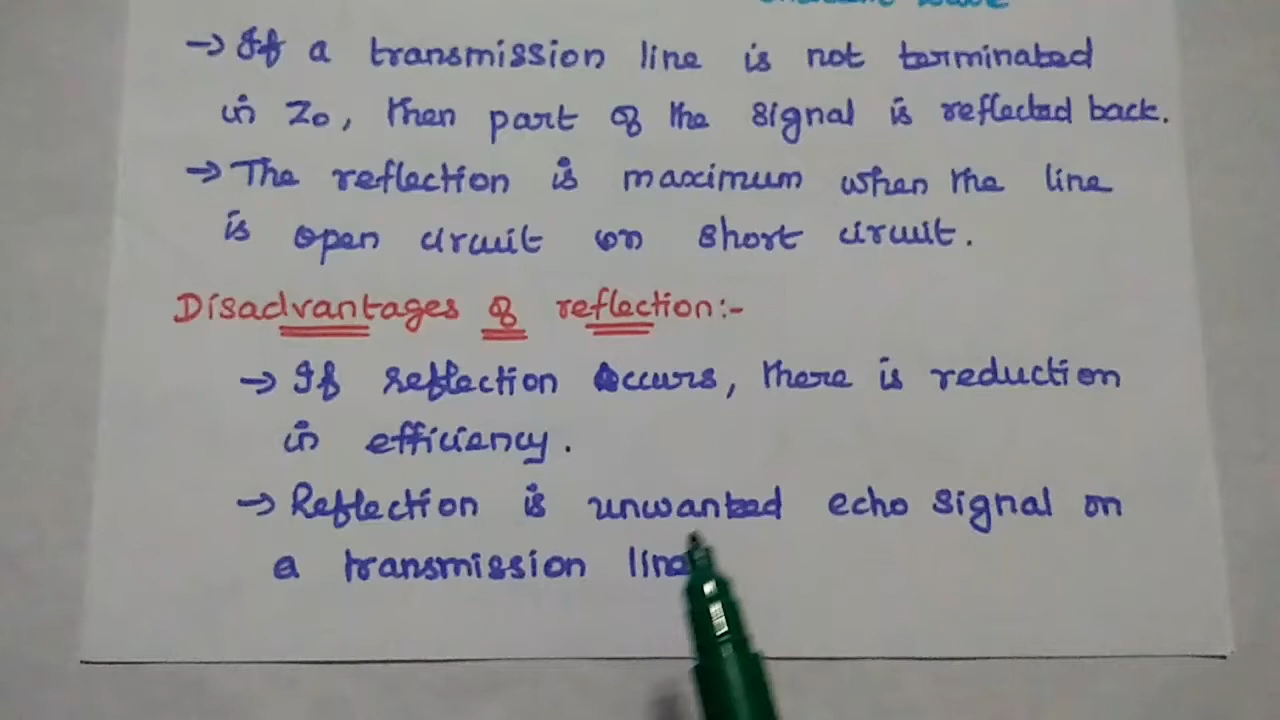 → If a transmission line is not terminated
in Z0, then part of the signal is reflected back.
→ The reflection is maximum when the line
is open circuit or short circuit.
Disadvantages of reflection:-
→ If reflection Occurs, there is reduction
in efficiency.
→ Reflection is unwanted echo signal on
a transmission line